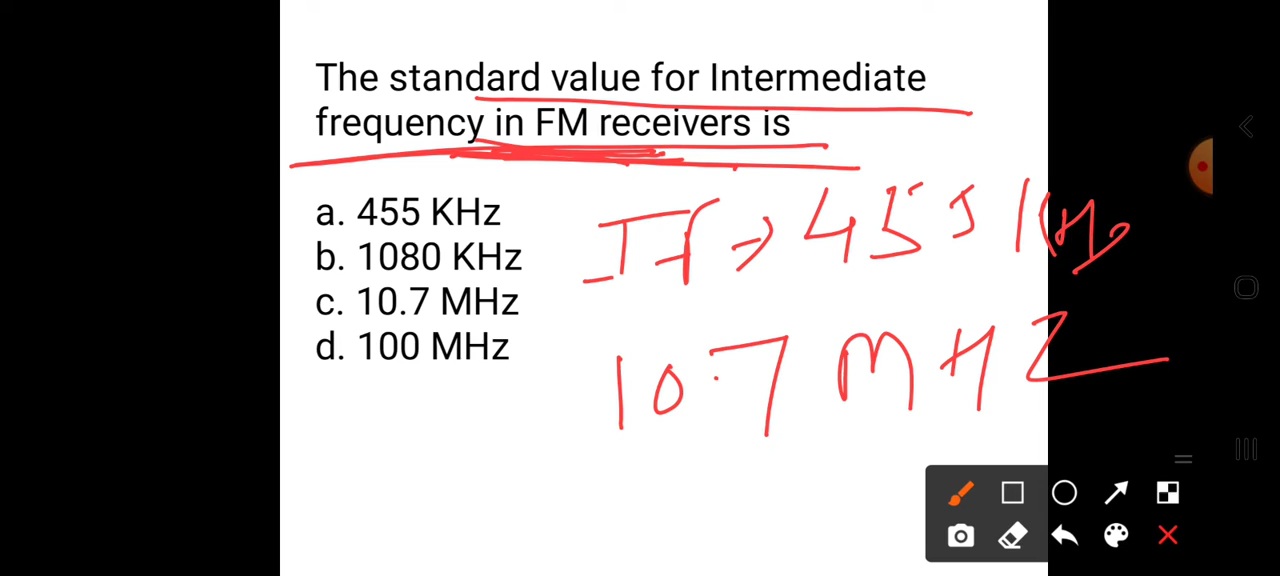 The standard value for Intermediate
frequency in FM receivers is
a. 455 KHz
b. 1080 KHz
c. 10.7 MHz
d. 100 MHz
If → 455 KHz
10.7 MHZ